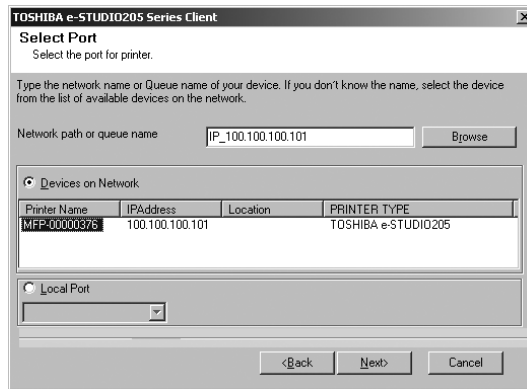 TOSHIBA e-STUDIO205 Series Client
Select Port
Select the port for printer.
Type the network name or Queue name of your device. If you don't know the name, select the device
from the list of available devices on the network.
Network path or queue name IP_100.100.100.101 Browse
Devices on Network
Printer Name IPAddress Location PRINTER TYPE
MFP-00000376 100.100.100.101 TOSHIBA e-STUDIO205
Local Port
<Back Next> Cancel